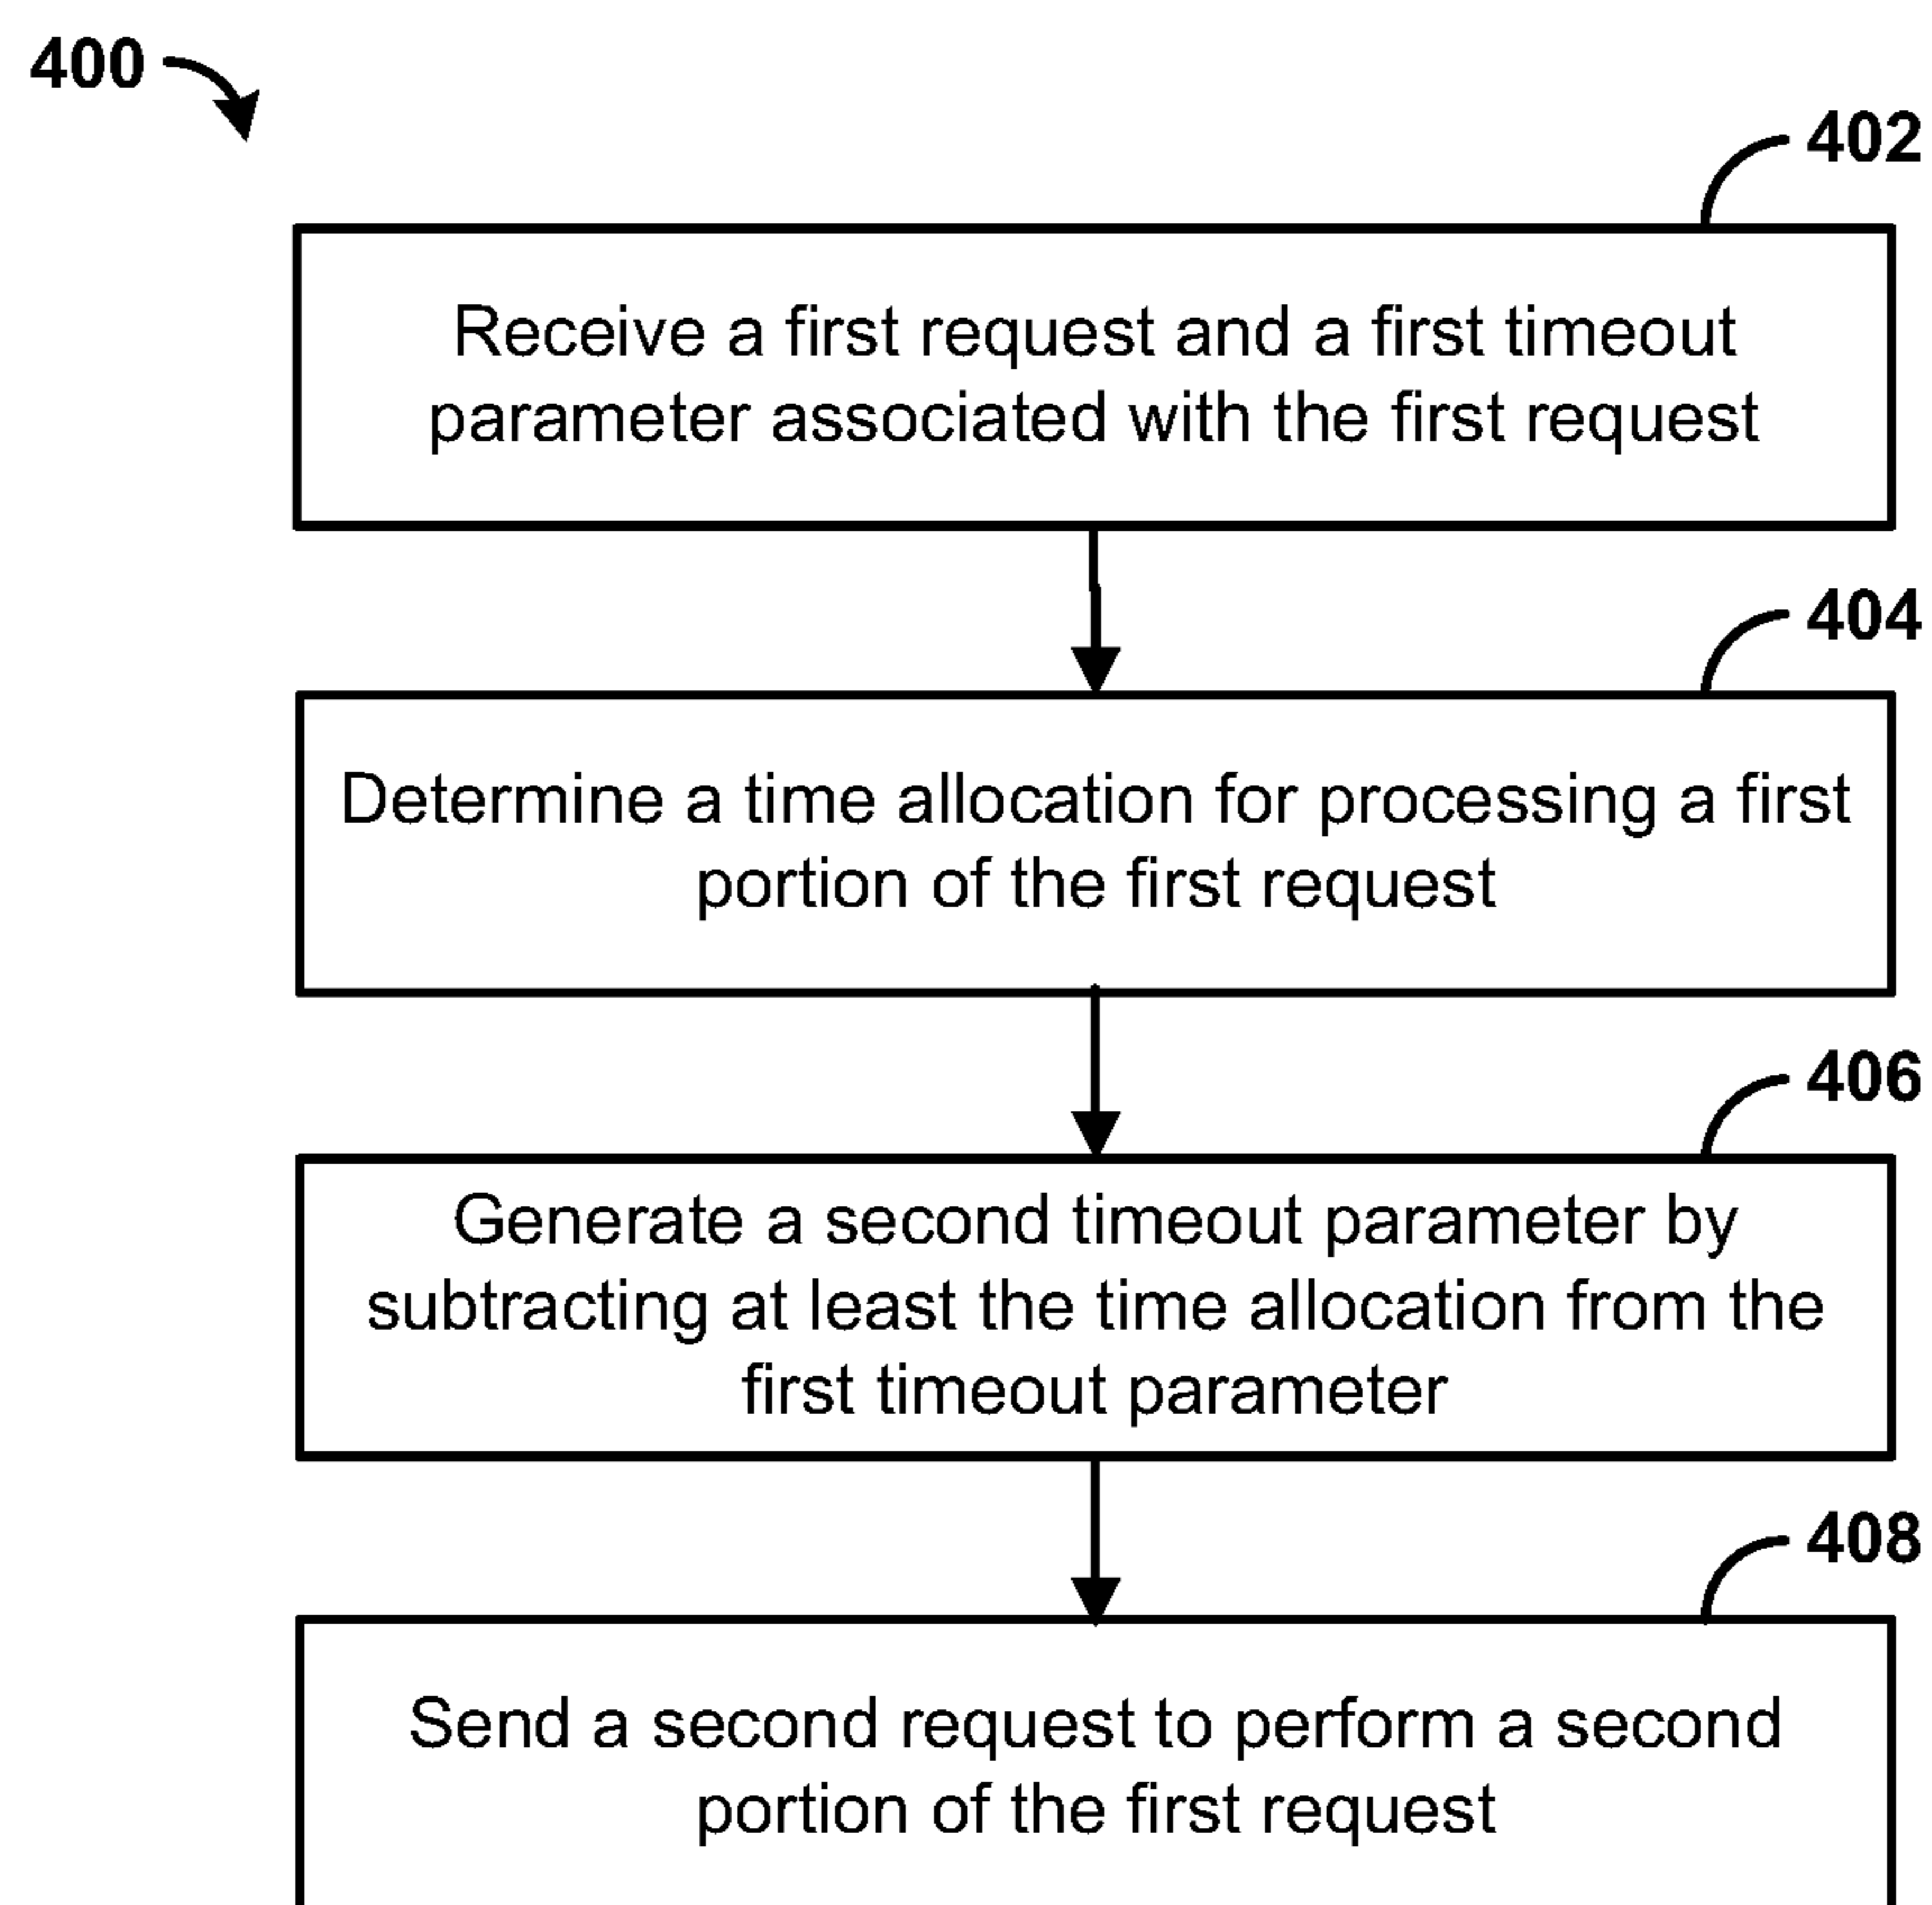 400
402
Receive a first request and a first timeout
parameter associated with the first request
404
Determine a time allocation for processing a first
portion of the first request
406
Generate a second timeout parameter by
subtracting at least the time allocation from the
first timeout parameter
408
Send a second request to perform a second
portion of the first request